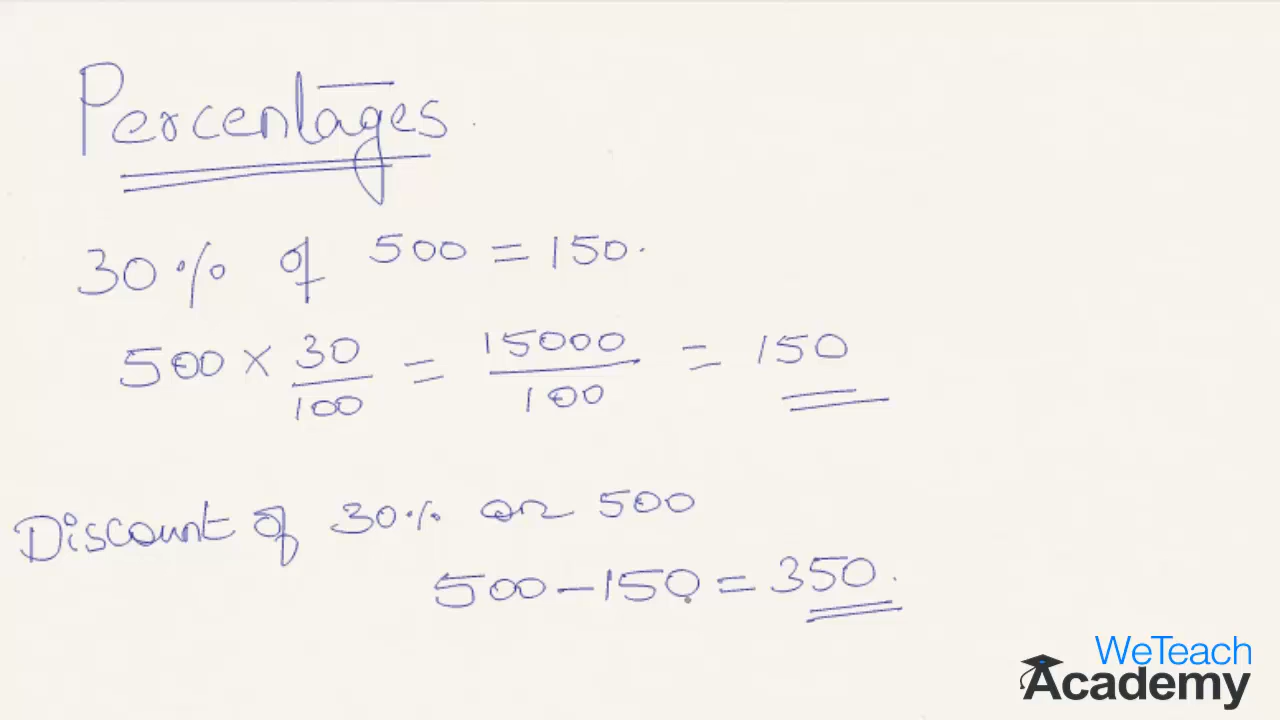 Percentages
30% of 500 = 150.
500 × 30/100 = 15000/100 = 150
Discount of 30% on 500
500 - 150 = 350.
WeTeach
Academy